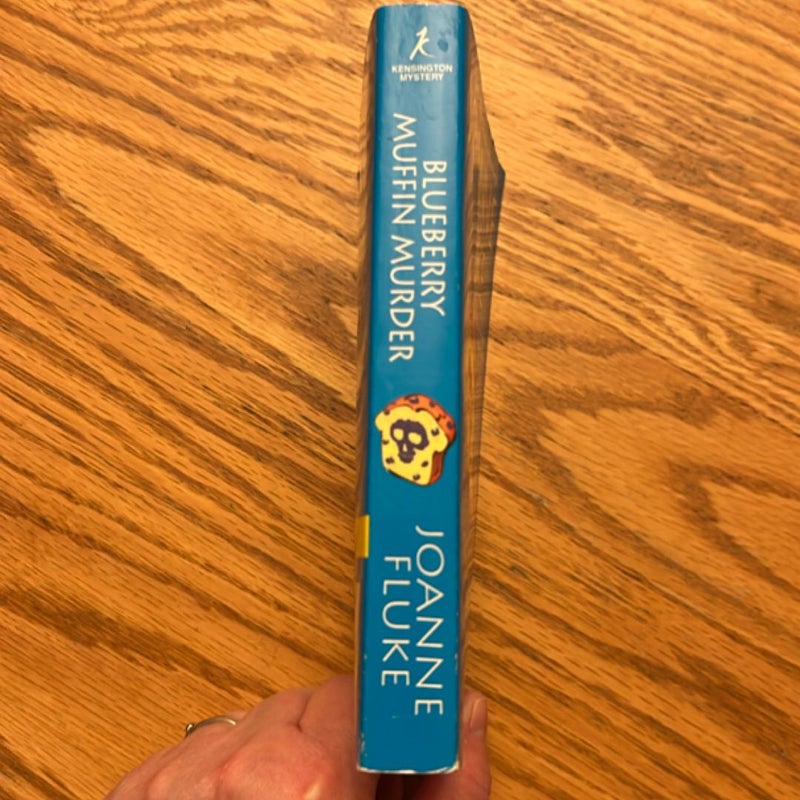 K
KENSINGTON
MYSTERY
BLUEBERRY
MUFFIN MURDER
JOANNE
FLUKE